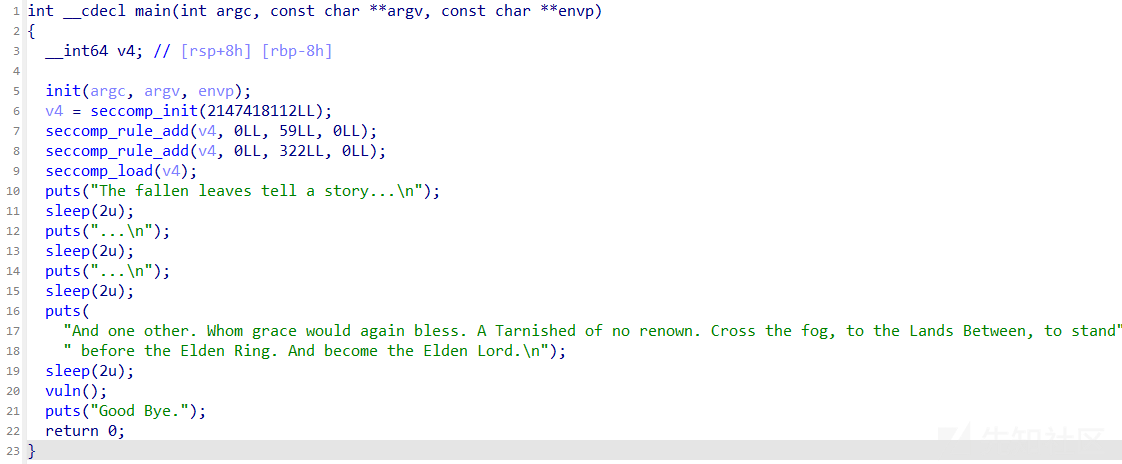 1 int __cdecl main(int argc, const char **argv, const char **envp)
2 {
3   __int64 v4; // [rsp+8h] [rbp-8h]
4
5   init(argc, argv, envp);
6   v4 = seccomp_init(2147418112LL);
7   seccomp_rule_add(v4, 0LL, 59LL, 0LL);
8   seccomp_rule_add(v4, 0LL, 322LL, 0LL);
9   seccomp_load(v4);
10   puts("The fallen leaves tell a story...\n");
11   sleep(2u);
12   puts("...\n");
13   sleep(2u);
14   puts("...\n");
15   sleep(2u);
16   puts(
17     "And one other. Whom grace would again bless. A Tarnished of no renown. Cross the fog, to the Lands Between, to stand"
18     " before the Elden Ring. And become the Elden Lord.\n");
19   sleep(2u);
20   vuln();
21   puts("Good Bye.");
22   return 0;
23 }